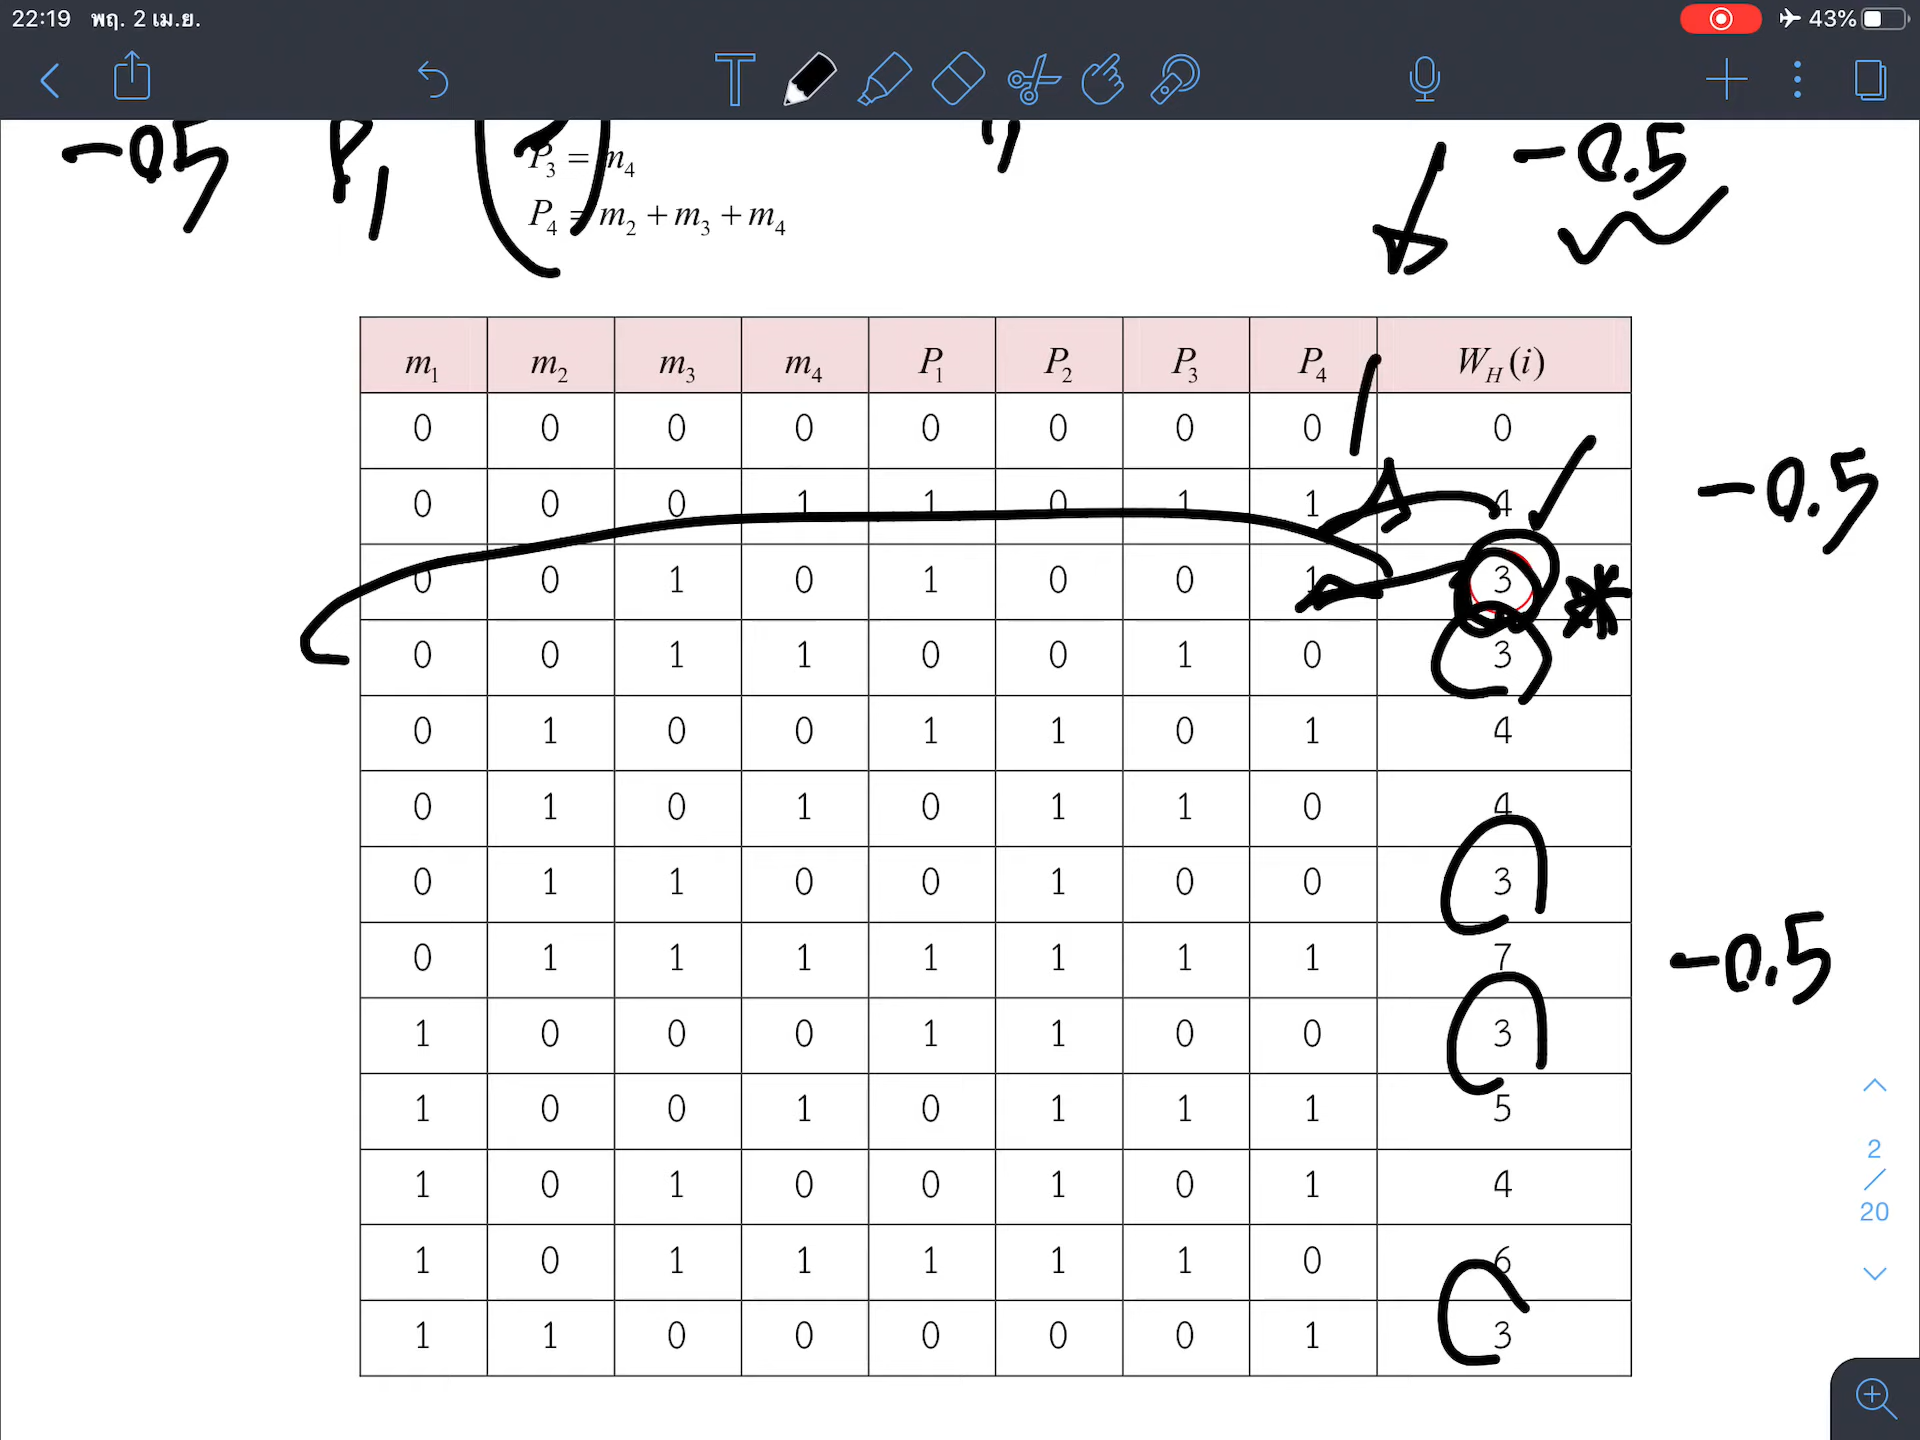 22:19 พฤ. 2 เม.ย. 43%
-05 P1 -0.5
P3 = m4
P4 = m2 + m3 + m4
m1 m2 m3 m4 P1 P2 P3 P4 WH(i)
0 0 0 0 0 0 0 0 0
0 0 0 1 1 0 1 1 4
-0.5
0 0 1 0 1 0 0 1 3 *
0 0 1 1 0 0 1 0 3
0 1 0 0 1 1 0 1 4
0 1 0 1 0 1 1 0 4
0 1 1 0 0 1 0 0 3
0 1 1 1 1 1 1 1 7
-0.5
1 0 0 0 1 1 0 0 3
1 0 0 1 0 1 1 1 5
1 0 1 0 0 1 0 1 4
1 0 1 1 1 1 1 0 6
1 1 0 0 0 0 0 1 3
2
/
20